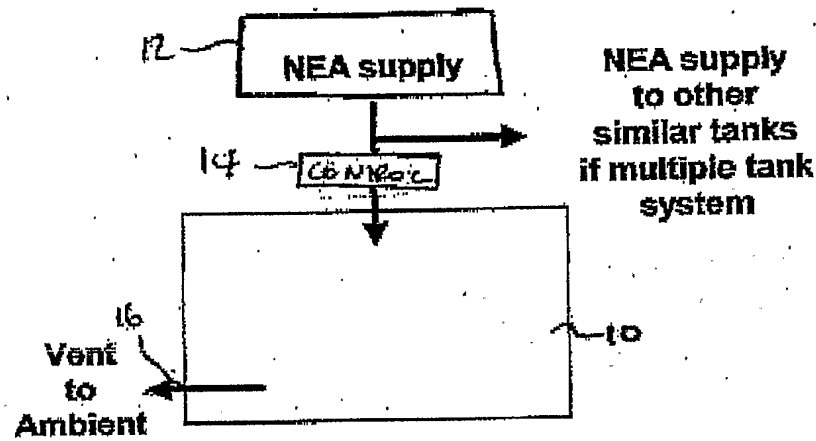 12
NEA supply
NEA supply
to other
similar tanks
if multiple tank
system
14
CONTROL
10
16
Vent
to
Ambient